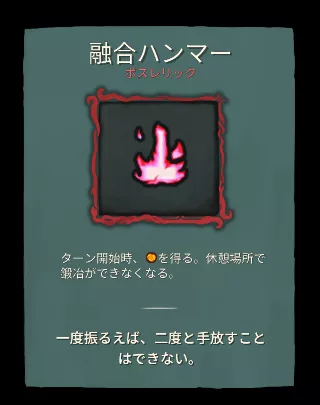 融合ハンマー
ボスレリック
ターン開始時、を得る。休憩場所で
鍛冶ができなくなる。
一度振るえば、二度と手放すこと
はできない。